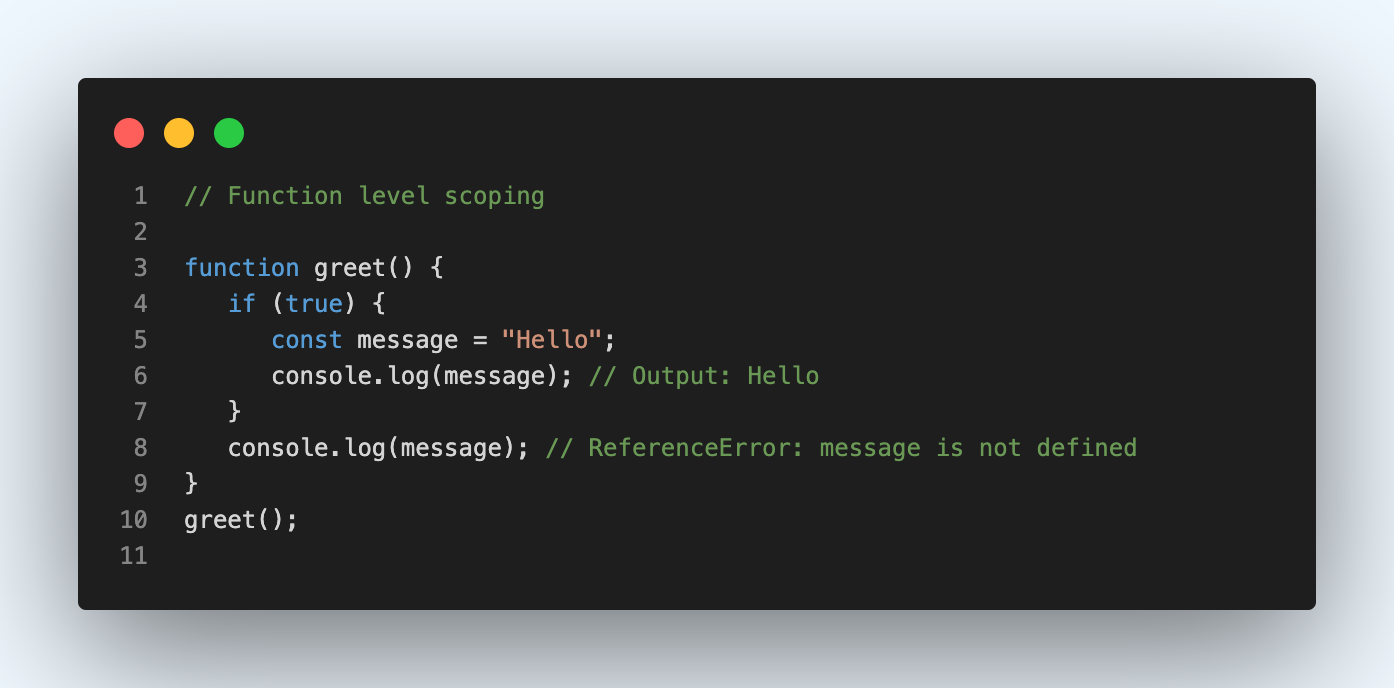 1 // Function level scoping
2
3 function greet() {
4    if (true) {
5       const message = "Hello";
6       console.log(message); // Output: Hello
7    }
8    console.log(message); // ReferenceError: message is not defined
9 }
10 greet();
11